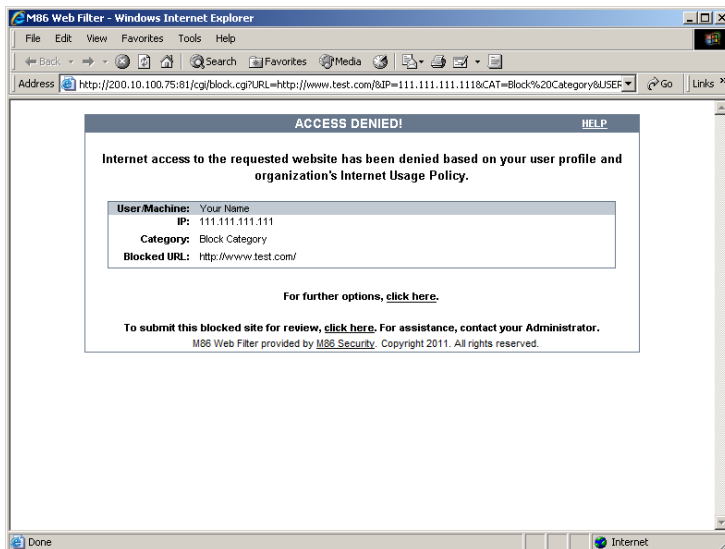 M86 Web Filter - Windows Internet Explorer
File Edit View Favorites Tools Help
Back Search Favorites Media
Address http://200.10.100.75:81/cgi/block.cgi?URL=http://www.test.com/&IP=111.111.111.111&CAT=Block%20Category&USER Go Links »
ACCESS DENIED! HELP
Internet access to the requested website has been denied based on your user profile and
organization's Internet Usage Policy.
User/Machine: Your Name
IP: 111.111.111.111
Category: Block Category
Blocked URL: http://www.test.com/
For further options, click here.
To submit this blocked site for review, click here. For assistance, contact your Administrator.
M86 Web Filter provided by M86 Security. Copyright 2011. All rights reserved.
Done Internet